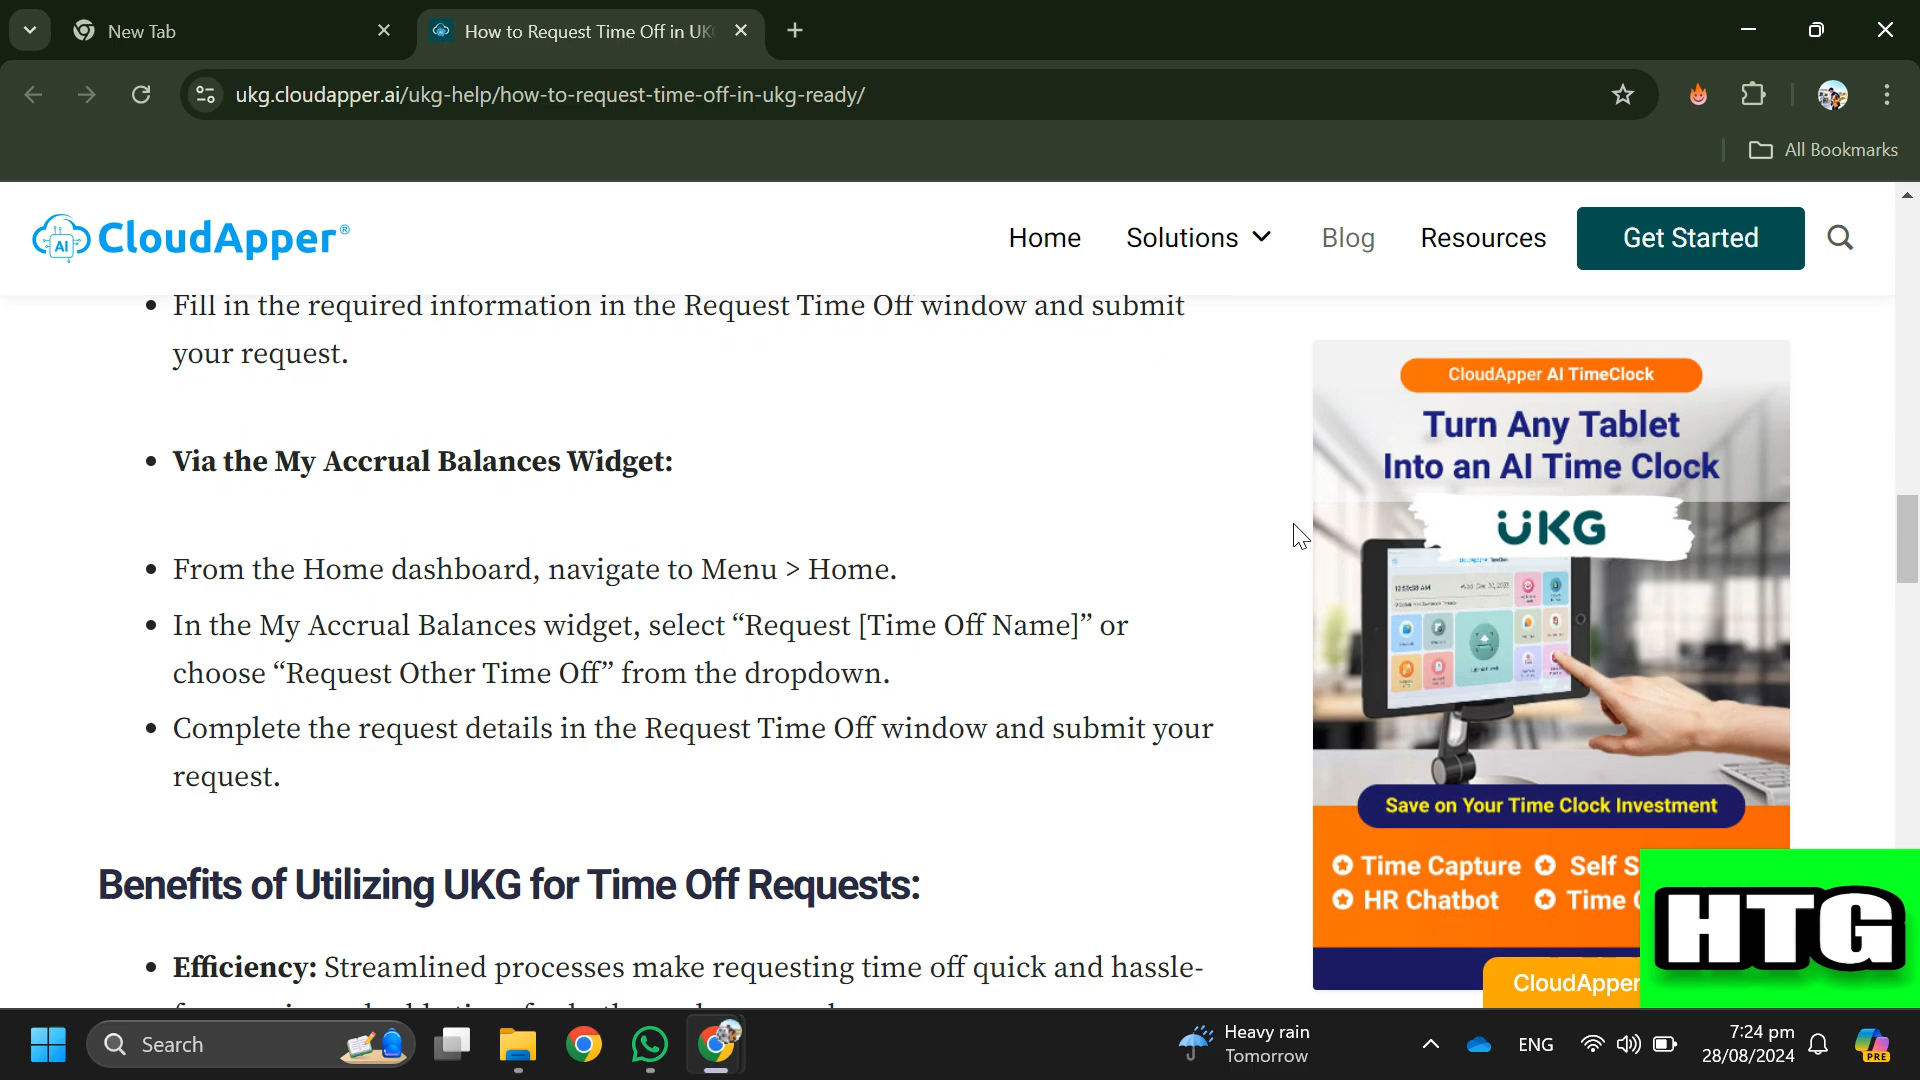 New Tab
How to Request Time Off in UK
ukg.cloudapper.ai/ukg-help/how-to-request-time-off-in-ukg-ready/
All Bookmarks
AI CloudApper®
Home
Solutions
Blog
Resources
Get Started
• Fill in the required information in the Request Time Off window and submit
your request.
• Via the My Accrual Balances Widget:
• From the Home dashboard, navigate to Menu > Home.
• In the My Accrual Balances widget, select “Request [Time Off Name]” or
choose “Request Other Time Off” from the dropdown.
• Complete the request details in the Request Time Off window and submit your
request.
Benefits of Utilizing UKG for Time Off Requests:
• Efficiency: Streamlined processes make requesting time off quick and hassle-
CloudApper AI TimeClock
Turn Any Tablet
Into an AI Time Clock
UKG
Save on Your Time Clock Investment
Time Capture
Self S
HR Chatbot
Time
CloudApper
HTG
Search
Heavy rain
Tomorrow
ENG
7:24 pm
28/08/2024
PRE